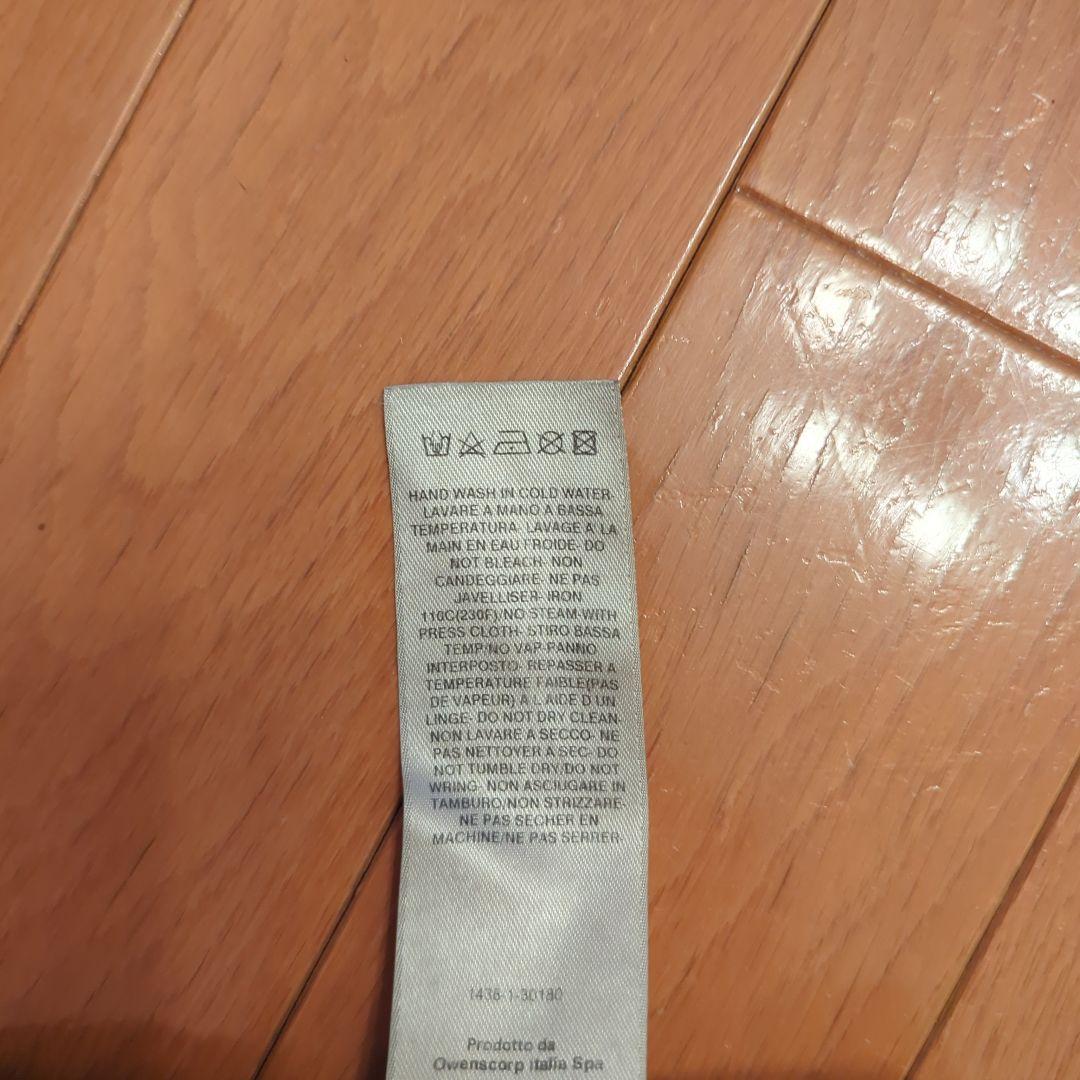 HAND WASH IN COLD WATER-
LAVARE A MANO A BASSA
TEMPERATURA- LAVAGE A LA
MAIN EN EAU FROIDE. DO
NOT BLEACH- NON
CANDEGGIARE- NE PAS
JAVELLISER- IRON
110C(230F)/NO STEAM-WITH
PRESS CLOTH- STIRO BASSA
TEMP/NO VAP-PANNO
INTERPOSTO- REPASSER A
TEMPERATURE FAIBLE(PAS
DE VAPEUR) A L'AIDE D'UN
LINGE- DO NOT DRY CLEAN-
NON LAVARE A SECCO- NE
PAS NETTOYER A SEC- DO
NOT TUMBLE DRY/DO NOT
WRING- NON ASCIUGARE IN
TAMBURO/NON STRIZZARE-
NE PAS SECHER EN
MACHINE/NE PAS SERRER-
1438-1-30180
Prodotto da
Owenscorp Italia Spa